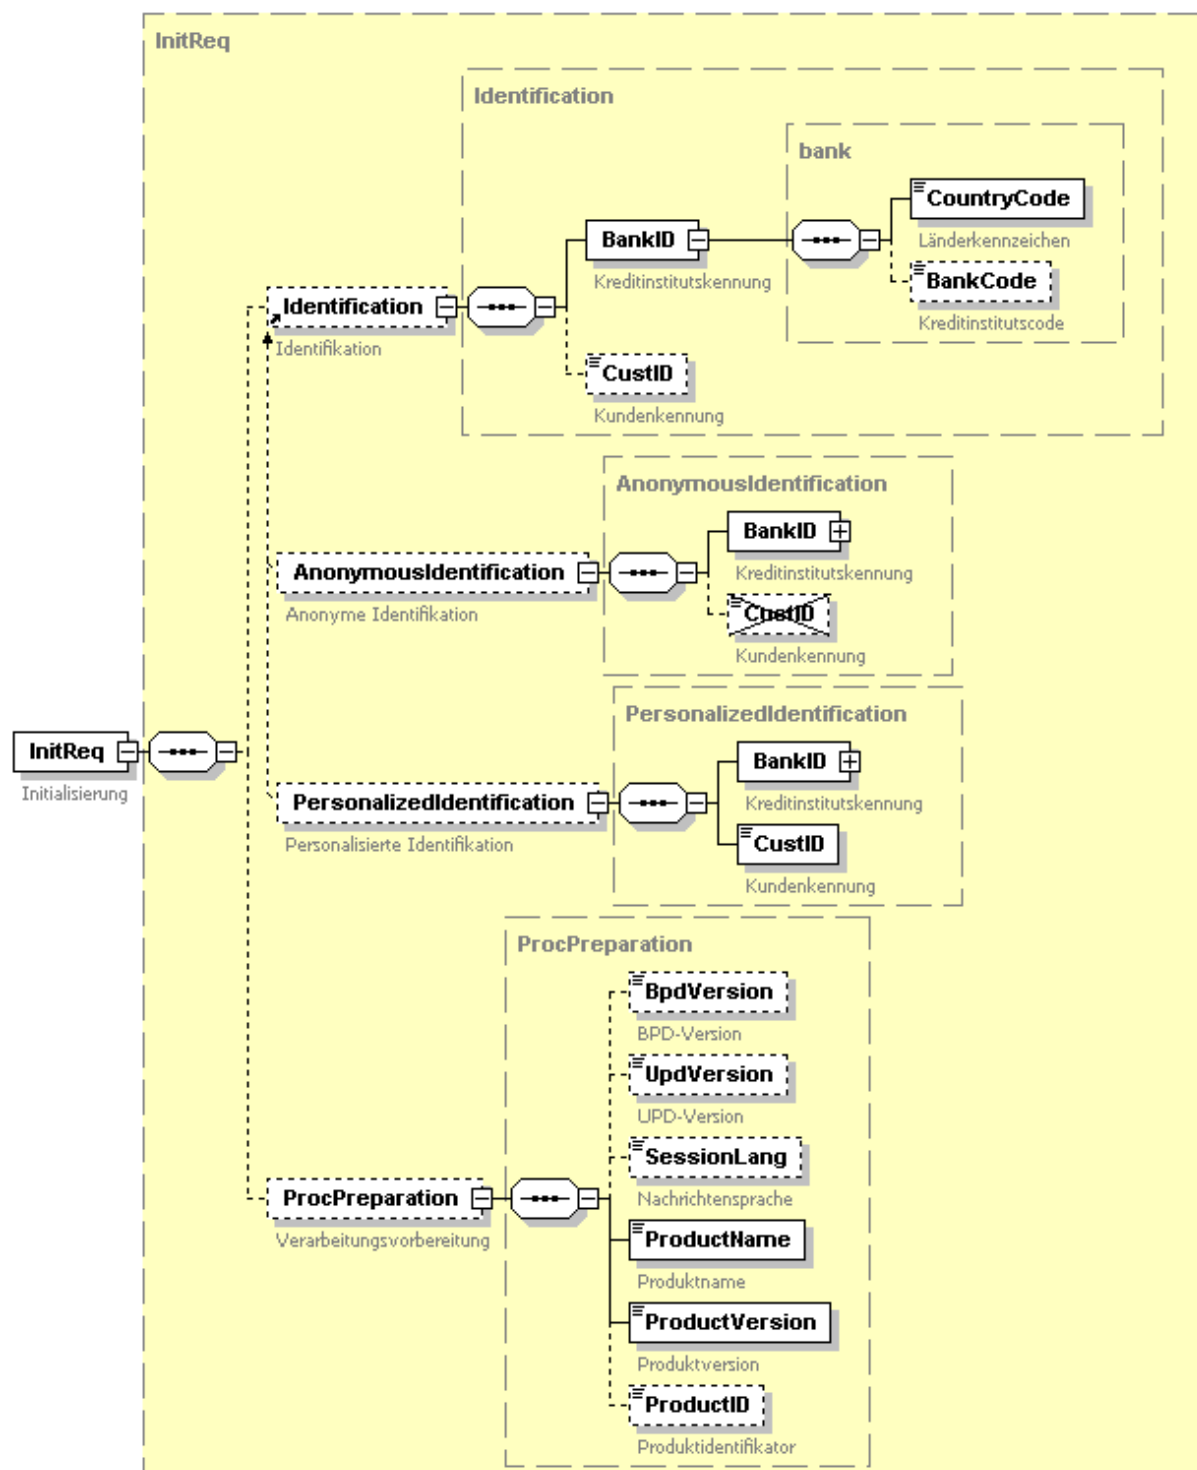 InitReq
Identification
bank
CountryCode
Länderkennzeichen
BankID
Kreditinstitutskennung
BankCode
Kreditinstitutscode
Identification
Identifikation
CustID
Kundenkennung
AnonymousIdentification
BankID
Kreditinstitutskennung
AnonymousIdentification
Anonyme Identifikation
CustID
Kundenkennung
PersonalizedIdentification
InitReq
Initialisierung
BankID
Kreditinstitutskennung
PersonalizedIdentification
Personalisierte Identifikation
CustID
Kundenkennung
ProcPreparation
BpdVersion
BPD-Version
UpdVersion
UPD-Version
SessionLang
Nachrichtensprache
ProcPreparation
Verarbeitungsvorbereitung
ProductName
Produktname
ProductVersion
Produktversion
ProductID
Produktidentifikator